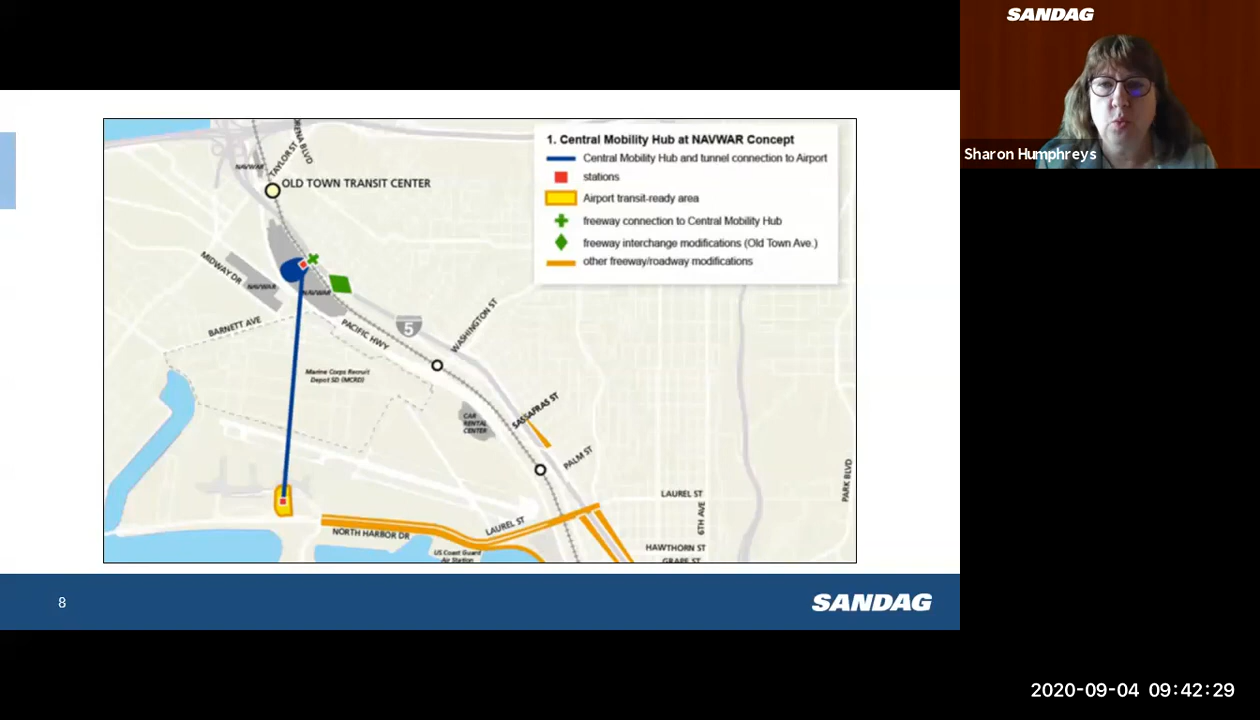 SANDAG
Sharon Humphreys
1. Central Mobility Hub at NAVWAR Concept
Central Mobility Hub and tunnel connection to Airport
stations
Airport transit-ready area
freeway connection to Central Mobility Hub
freeway interchange modifications (Old Town Ave.)
other freeway/roadway modifications
TAYLOR ST
NAVWAR
OLD TOWN TRANSIT CENTER
MIDWAY DR
NAVWAR
NAVWAR
BARNETT AVE
PACIFIC HWY
5
WASHINGTON ST
Marine Corps Recruit
Depot SD (MCRD)
CAR
RENTAL
CENTER
SASSAFRAS ST
PALM ST
PARK BLVD
LAUREL ST
6TH AVE
LAUREL ST
NORTH HARBOR DR
HAWTHORN ST
US Coast Guard
Air Station
GRAPE ST
8
SANDAG
2020-09-04 09:42:29